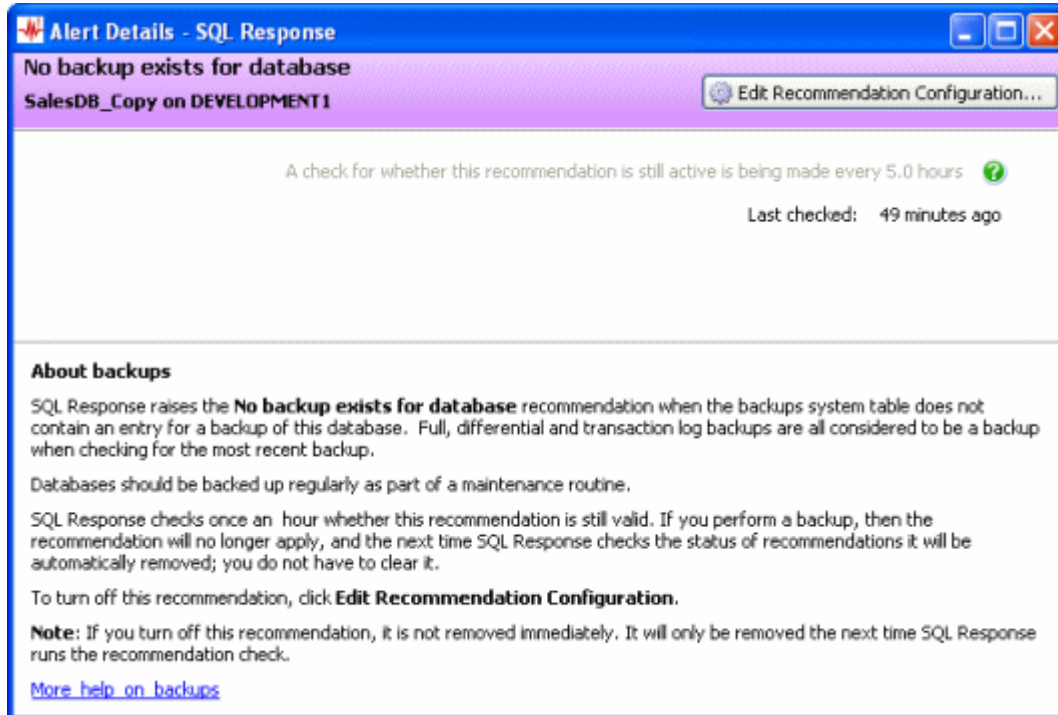 Alert Details - SQL Response
No backup exists for database
SalesDB_Copy on DEVELOPMENT1
Edit Recommendation Configuration...
A check for whether this recommendation is still active is being made every 5.0 hours
Last checked: 49 minutes ago
About backups
SQL Response raises the No backup exists for database recommendation when the backups system table does not
contain an entry for a backup of this database. Full, differential and transaction log backups are all considered to be a backup
when checking for the most recent backup.
Databases should be backed up regularly as part of a maintenance routine.
SQL Response checks once an hour whether this recommendation is still valid. If you perform a backup, then the
recommendation will no longer apply, and the next time SQL Response checks the status of recommendations it will be
automatically removed; you do not have to clear it.
To turn off this recommendation, click Edit Recommendation Configuration.
Note: If you turn off this recommendation, it is not removed immediately. It will only be removed the next time SQL Response
runs the recommendation check.
More help on backups